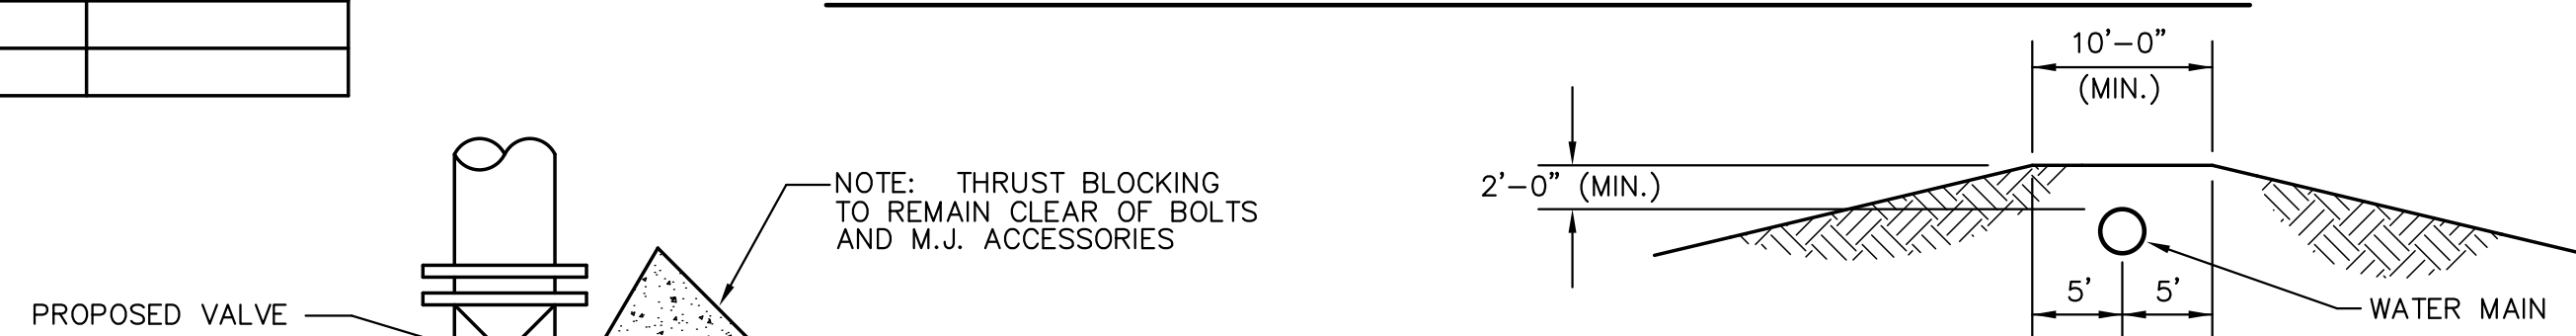 NOTE: THRUST BLOCKING
TO REMAIN CLEAR OF BOLTS
AND M.J. ACCESSORIES
PROPOSED VALVE
10'-0"
(MIN.)
2'-0" (MIN.)
5' 5'
WATER MAIN